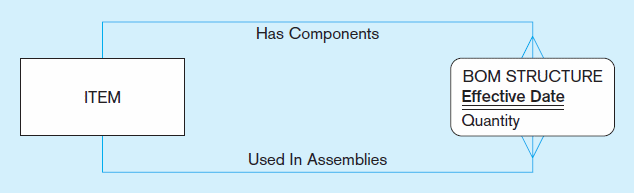 Has Components
ITEM
BOM STRUCTURE
Effective Date
Quantity
Used In Assemblies